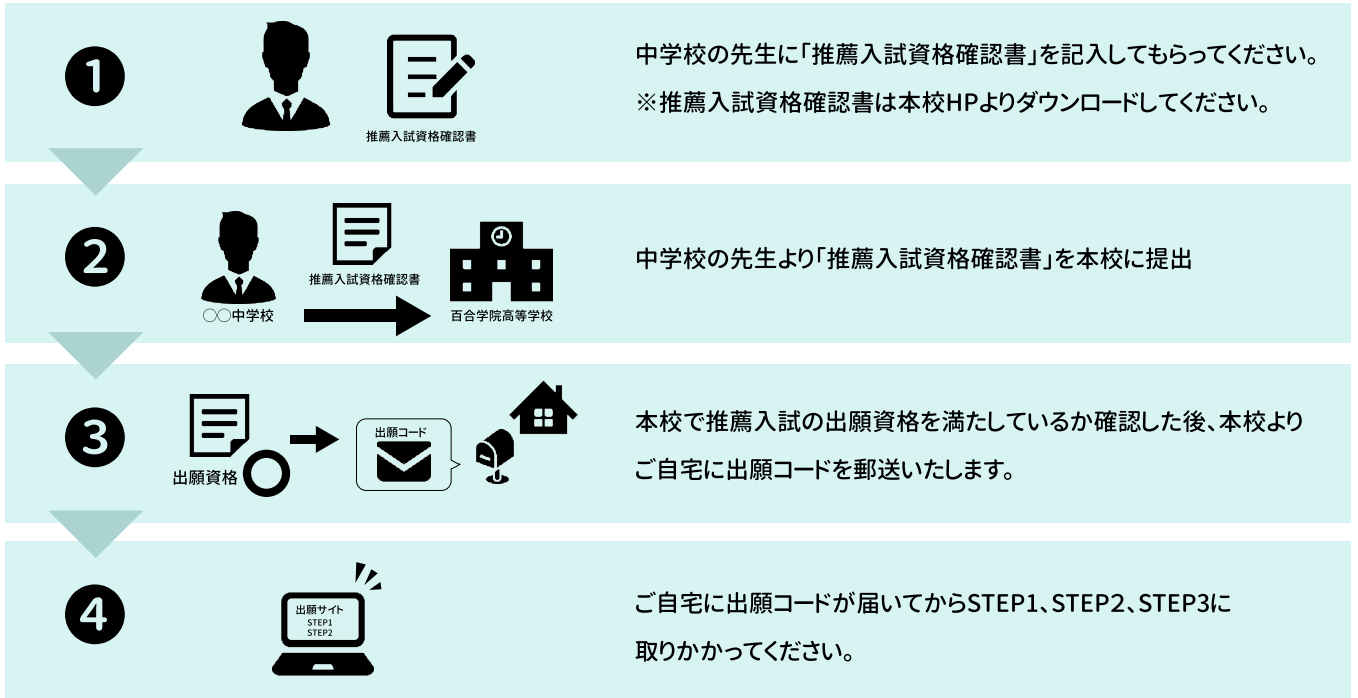 1
推薦入試資格確認書
中学校の先生に「推薦入試資格確認書」を記入してもらってください。
※推薦入試資格確認書は本校HPよりダウンロードしてください。
2
推薦入試資格確認書
○○中学校
百合学院高等学校
中学校の先生より「推薦入試資格確認書」を本校に提出
3
出願資格
出願コード
本校で推薦入試の出願資格を満たしているか確認した後、本校より
ご自宅に出願コードを郵送いたします。
4
出願サイト
STEP1
STEP2
ご自宅に出願コードが届いてからSTEP1、STEP2、STEP3に
取りかかってください。